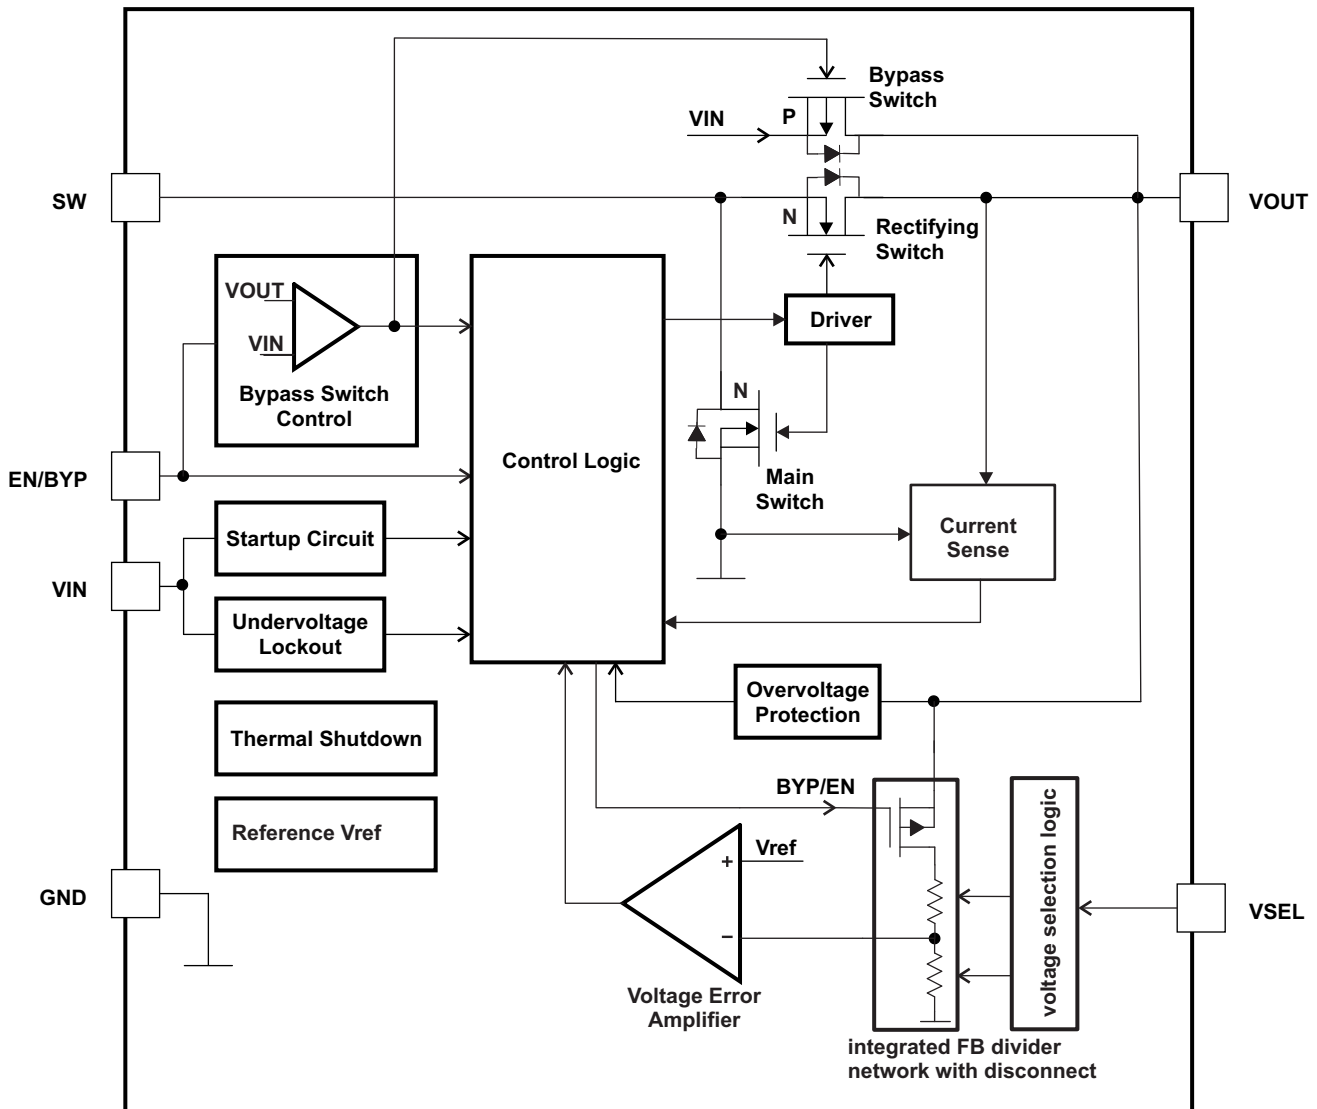 Bypass
Switch
VIN
P
SW
VOUT
N
Rectifying
Switch
VOUT
VIN
Bypass Switch
Control
Driver
N
EN/BYP
Control Logic
Main
Switch
Startup Circuit
Current
Sense
VIN
Undervoltage
Lockout
Overvoltage
Protection
Thermal Shutdown
BYP/EN
Reference Vref
+
Vref
voltage selection logic
GND
VSEL
−
Voltage Error
Amplifier
integrated FB divider
network with disconnect